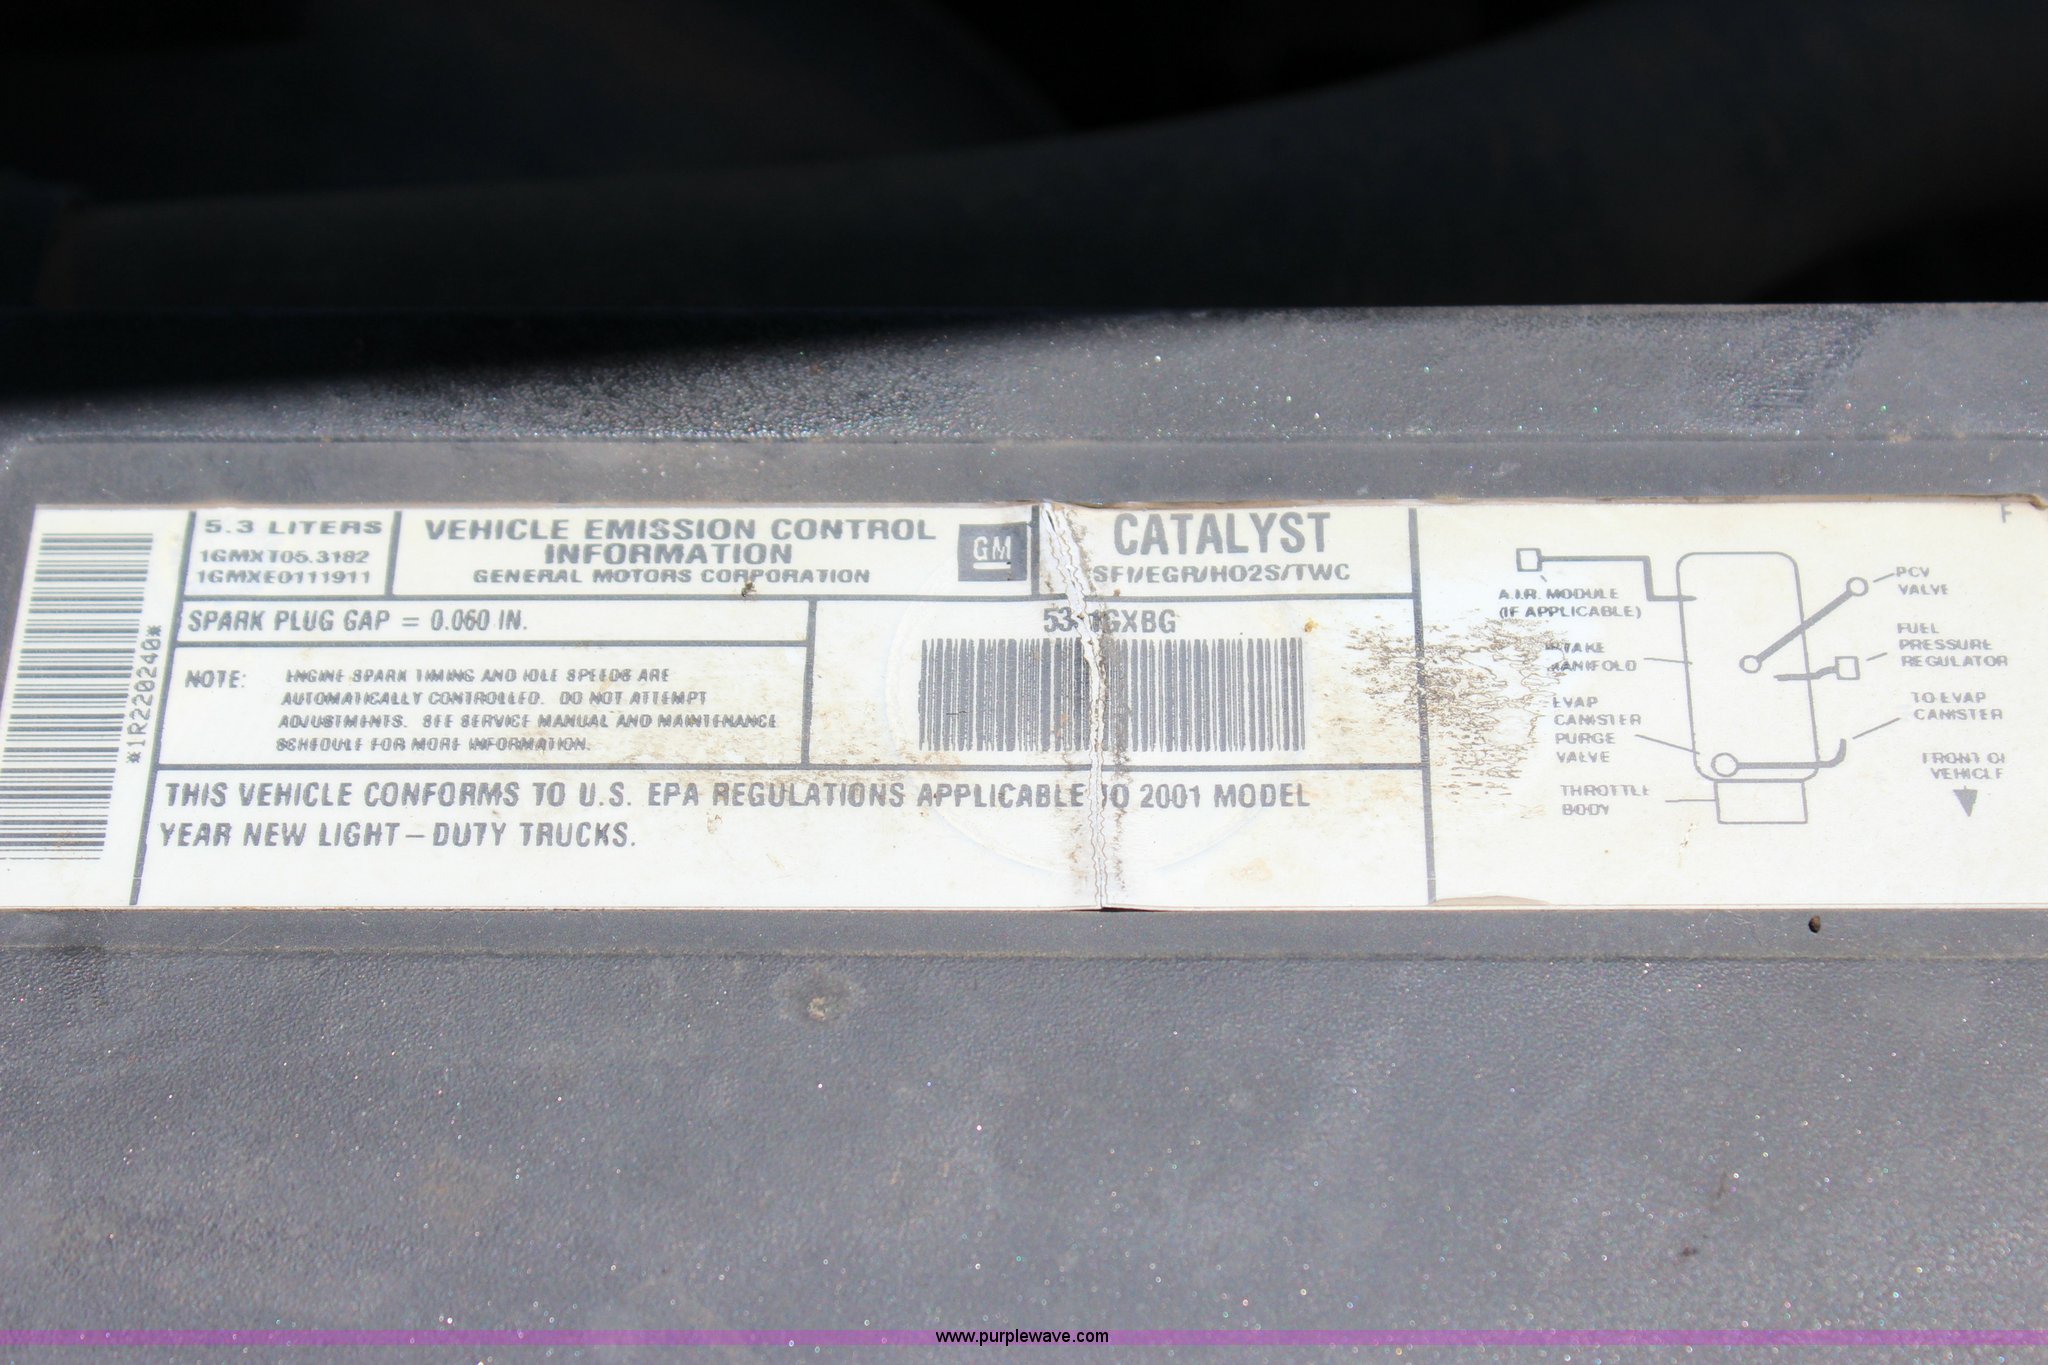 *1R220240*
5.3 LITERS
1GMXT05.3182
1GMXE0111911
VEHICLE EMISSION CONTROL
INFORMATION
GENERAL MOTORS CORPORATION
GM
CATALYST
SFI/EGR/HO2S/TWC
SPARK PLUG GAP = 0.060 IN.
NOTE: ENGINE SPARK TIMING AND IDLE SPEEDS ARE
AUTOMATICALLY CONTROLLED. DO NOT ATTEMPT
ADJUSTMENTS. SEE SERVICE MANUAL AND MAINTENANCE
SCHEDULE FOR MORE INFORMATION.
THIS VEHICLE CONFORMS TO U.S. EPA REGULATIONS APPLICABLE TO 2001 MODEL
YEAR NEW LIGHT-DUTY TRUCKS.
F
A.I.R. MODULE
(IF APPLICABLE)
INTAKE
MANIFOLD
EVAP
CANISTER
PURGE
VALVE
THROTTLE
BODY
PCV
VALVE
FUEL
PRESSURE
REGULATOR
TO EVAP
CANISTER
FRONT OF
VEHICLE
www.purplewave.com